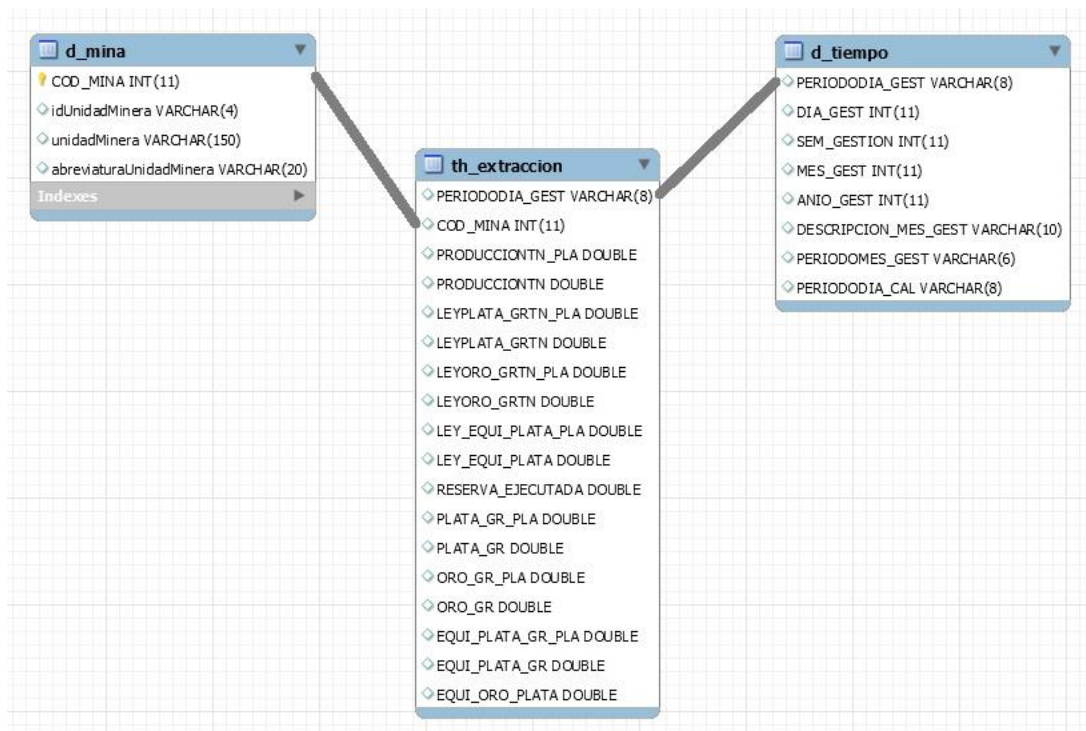 d_mina
COD_MINA INT(11)
idUnidadMinera VARCHAR(4)
unidadMinera VARCHAR(150)
abreviaturaUnidadMinera VARCHAR(20)
Indexes
th_extraccion
PERIODODIA_GEST VARCHAR(8)
COD_MINA INT(11)
PRODUCCIONTN_PLA DOUBLE
PRODUCCIONTN DOUBLE
LEYPLATA_GRTN_PLA DOUBLE
LEYPLATA_GRTN DOUBLE
LEYORO_GRTN_PLA DOUBLE
LEYORO_GRTN DOUBLE
LEY_EQUI_PLATA_PLA DOUBLE
LEY_EQUI_PLATA DOUBLE
RESERVA_EJECUTADA DOUBLE
PLATA_GR_PLA DOUBLE
PLATA_GR DOUBLE
ORO_GR_PLA DOUBLE
ORO_GR DOUBLE
EQUI_PLATA_GR_PLA DOUBLE
EQUI_PLATA_GR DOUBLE
EQUI_ORO_PLATA DOUBLE
d_tiempo
PERIODODIA_GEST VARCHAR(8)
DIA_GEST INT(11)
SEM_GESTION INT(11)
MES_GEST INT(11)
ANIO_GEST INT(11)
DESCRIPCION_MES_GEST VARCHAR(10)
PERIODOMES_GEST VARCHAR(6)
PERIODODIA_CAL VARCHAR(8)